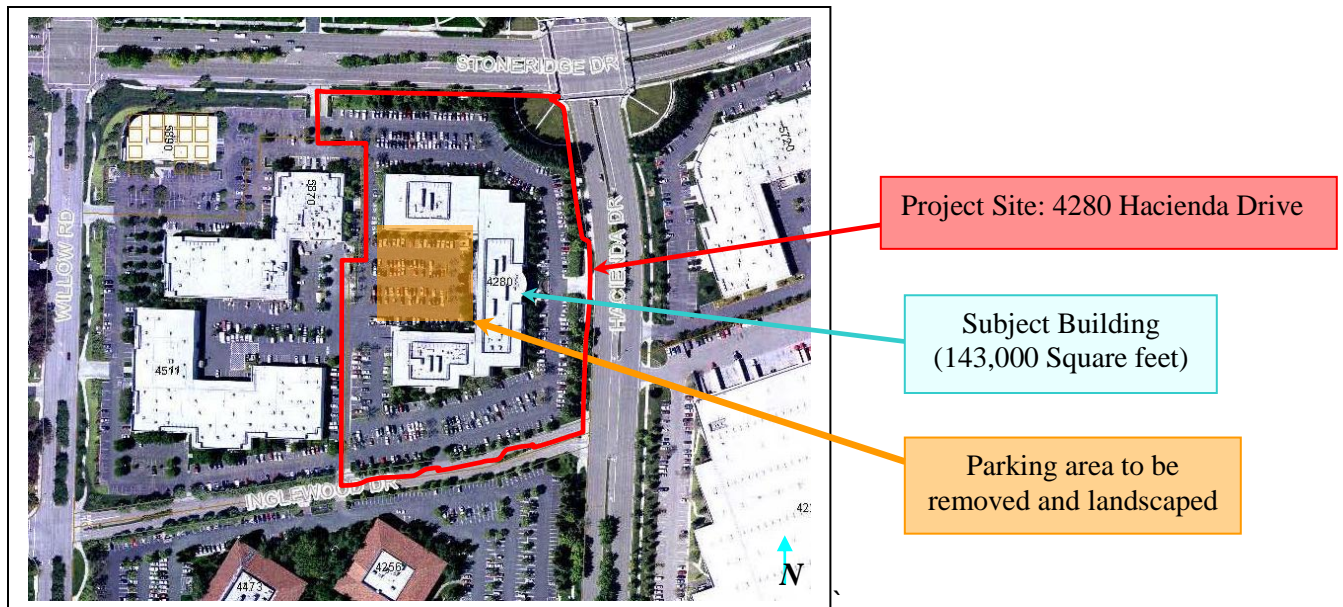 STONERIDGE DR
5890
5870
5720
WILLOW RD
HACIENDA DR
4280
4511
INGLEWOOD DR
4256
4473
N
`
Project Site: 4280 Hacienda Drive
Subject Building
(143,000 Square feet)
Parking area to be
removed and landscaped